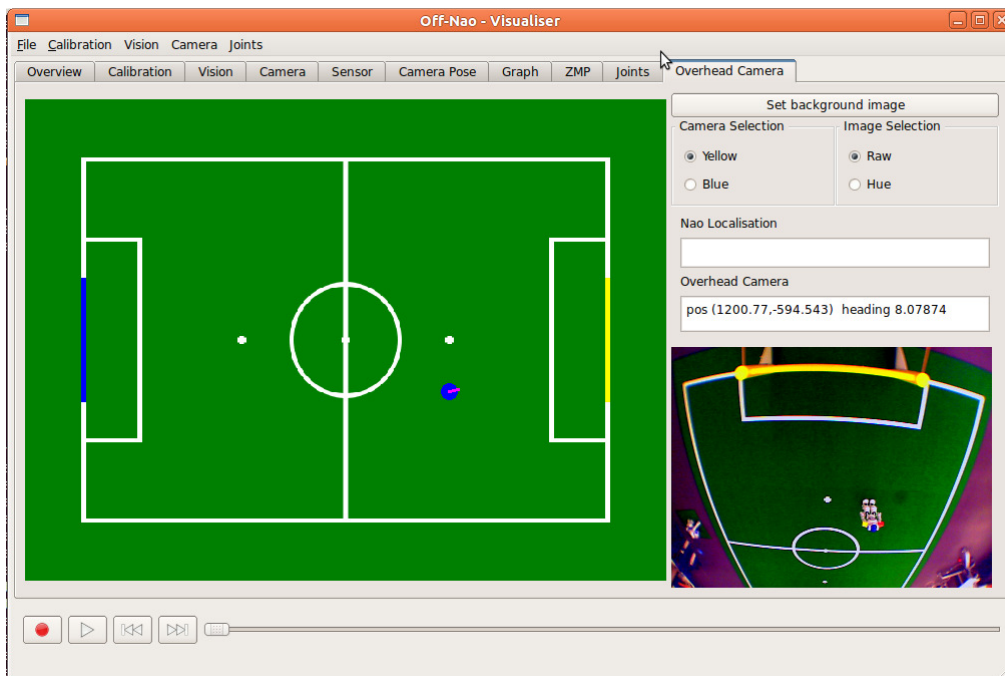 Off-Nao - Visualiser
File Calibration Vision Camera Joints
Overview Calibration Vision Camera Sensor Camera Pose Graph ZMP Joints Overhead Camera
Set background image
Camera Selection Image Selection
Yellow Raw
Blue Hue
Nao Localisation
Overhead Camera
pos (1200.77,-594.543) heading 8.07874